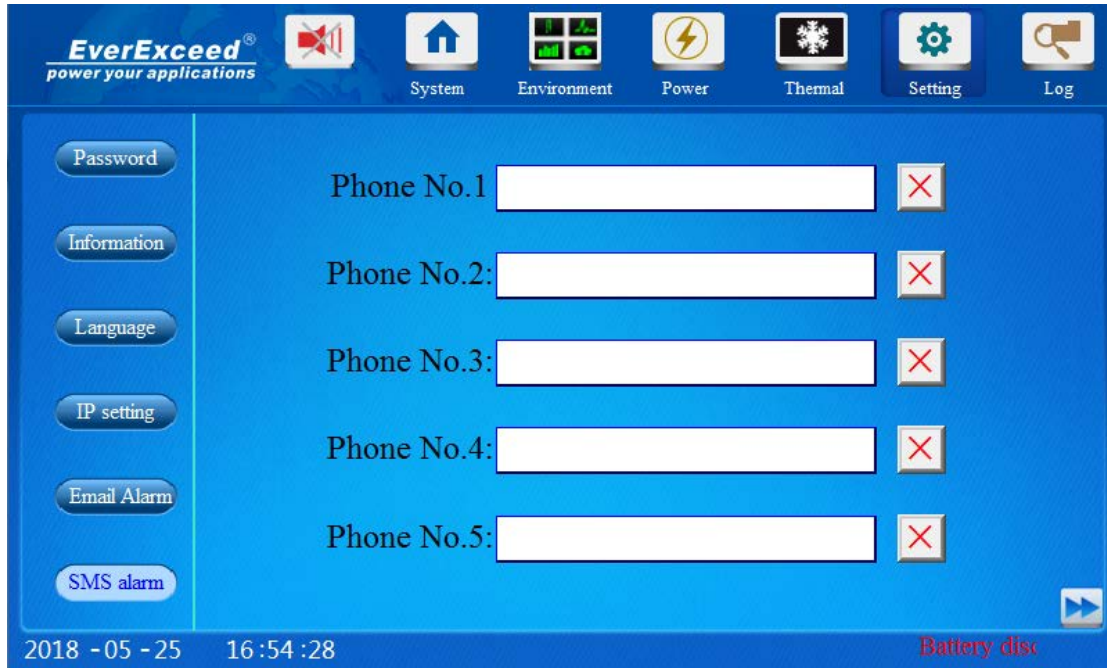 EverExceed®
power your applications
System
Environment
Power
Thermal
Setting
Log
Password
Information
Language
IP setting
Email Alarm
SMS alarm
Phone No.1
Phone No.2:
Phone No.3:
Phone No.4:
Phone No.5:
2018 -05 -25 16:54:28
Battery